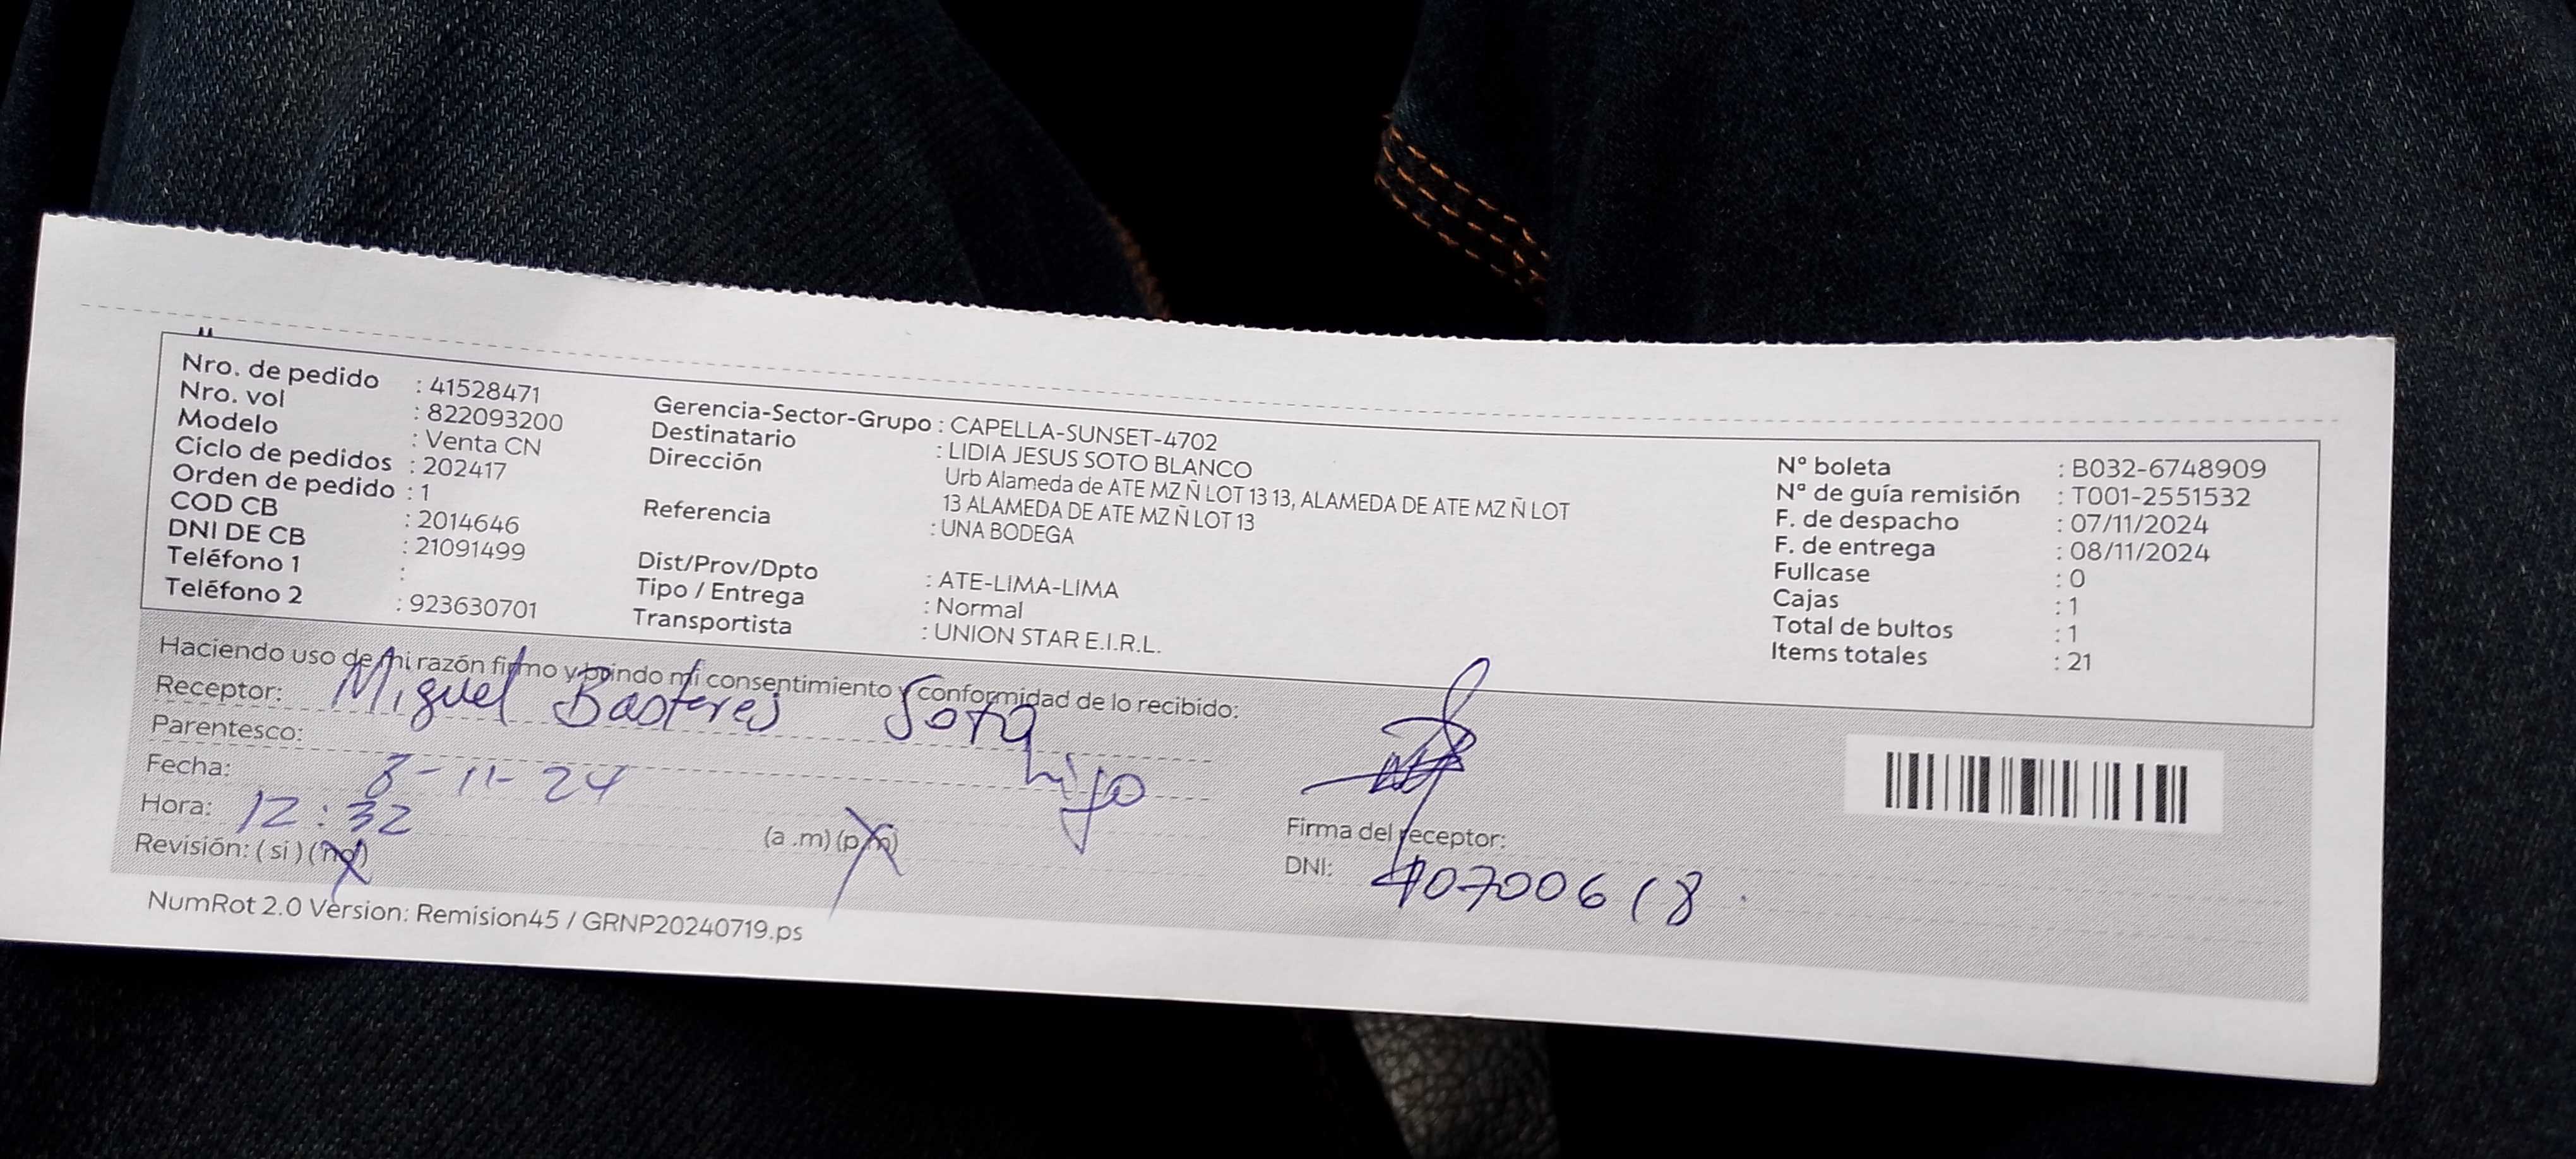 Nro. de pedido : 41528471
Nro. vol : 822093200
Modelo : Venta CN
Ciclo de pedidos : 202417
Orden de pedido : 1
COD CB : 2014646
DNI DE CB : 21091499
Teléfono 1 :
Teléfono 2 : 923630701
Gerencia-Sector-Grupo : CAPELLA-SUNSET-4702
Destinatario : LIDIA JESUS SOTO BLANCO
Dirección Urb Alameda de ATE MZ Ñ LOT 13 13, ALAMEDA DE ATE MZ Ñ LOT
13 ALAMEDA DE ATE MZ Ñ LOT 13
Referencia : UNA BODEGA
Dist/Prov/Dpto : ATE-LIMA-LIMA
Tipo / Entrega : Normal
Transportista : UNION STAR E.I.R.L.
Nº boleta : B032-6748909
Nº de guía remisión : T001-2551532
F. de despacho : 07/11/2024
F. de entrega : 08/11/2024
Fullcase : 0
Cajas : 1
Total de bultos : 1
Items totales : 21
Haciendo uso de mi razón firmo y brindo mi consentimiento y conformidad de lo recibido:
Receptor: Miguel Soto
Parentesco: hijo
Fecha: 8-11-24
Hora: 12:32 (a .m) (p.m)
Revisión: ( si ) (no)
Firma del receptor:
DNI: 40700618
NumRot 2.0 Version: Remision45 / GRNP20240719.ps